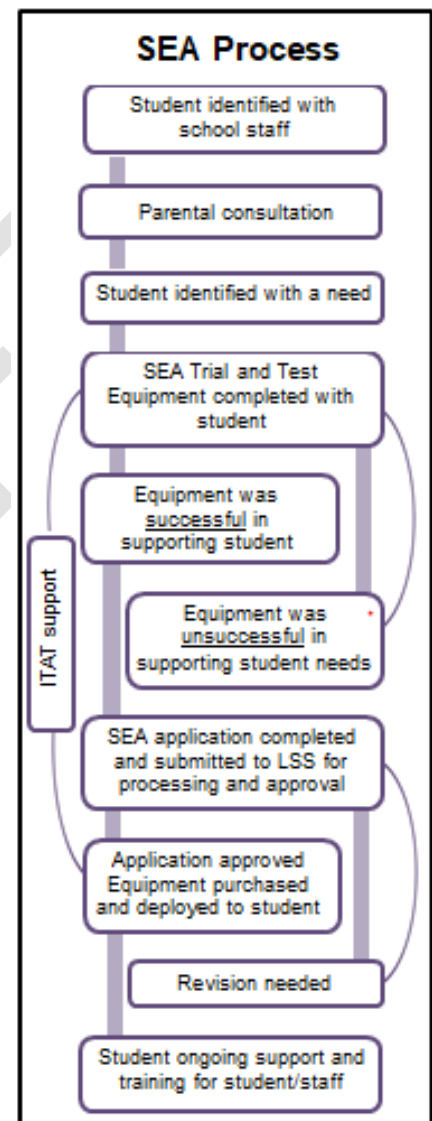 SEA Process
Student identified with
school staff
Parental consultation
Student identified with a need
SEA Trial and Test
Equipment completed with
student
Equipment was
successful in
supporting student
Equipment was
unsuccessful in
supporting student needs
ITAT support
SEA application completed
and submitted to LSS for
processing and approval
Application approved
Equipment purchased
and deployed to student
Revision needed
Student ongoing support and
training for student/staff